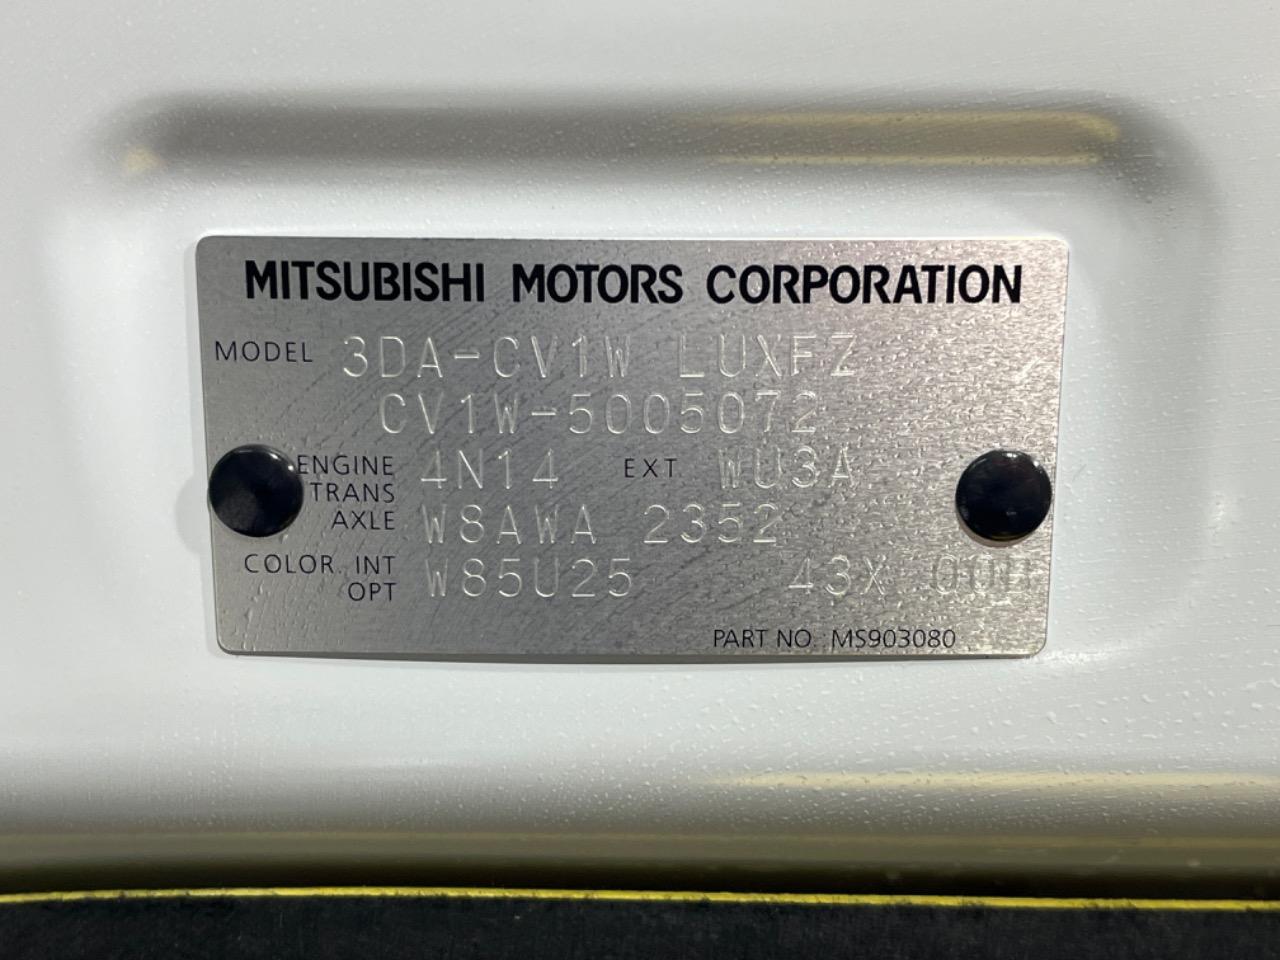 MITSUBISHI MOTORS CORPORATION
MODEL 3DA-CV1W LUXFZ
CV1W-5005072
ENGINE 4N14 EXT WU3A
TRANS
AXLE W8AWA 2352
COLOR. INT
OPT W85U25 43X
PART NO. MS903080